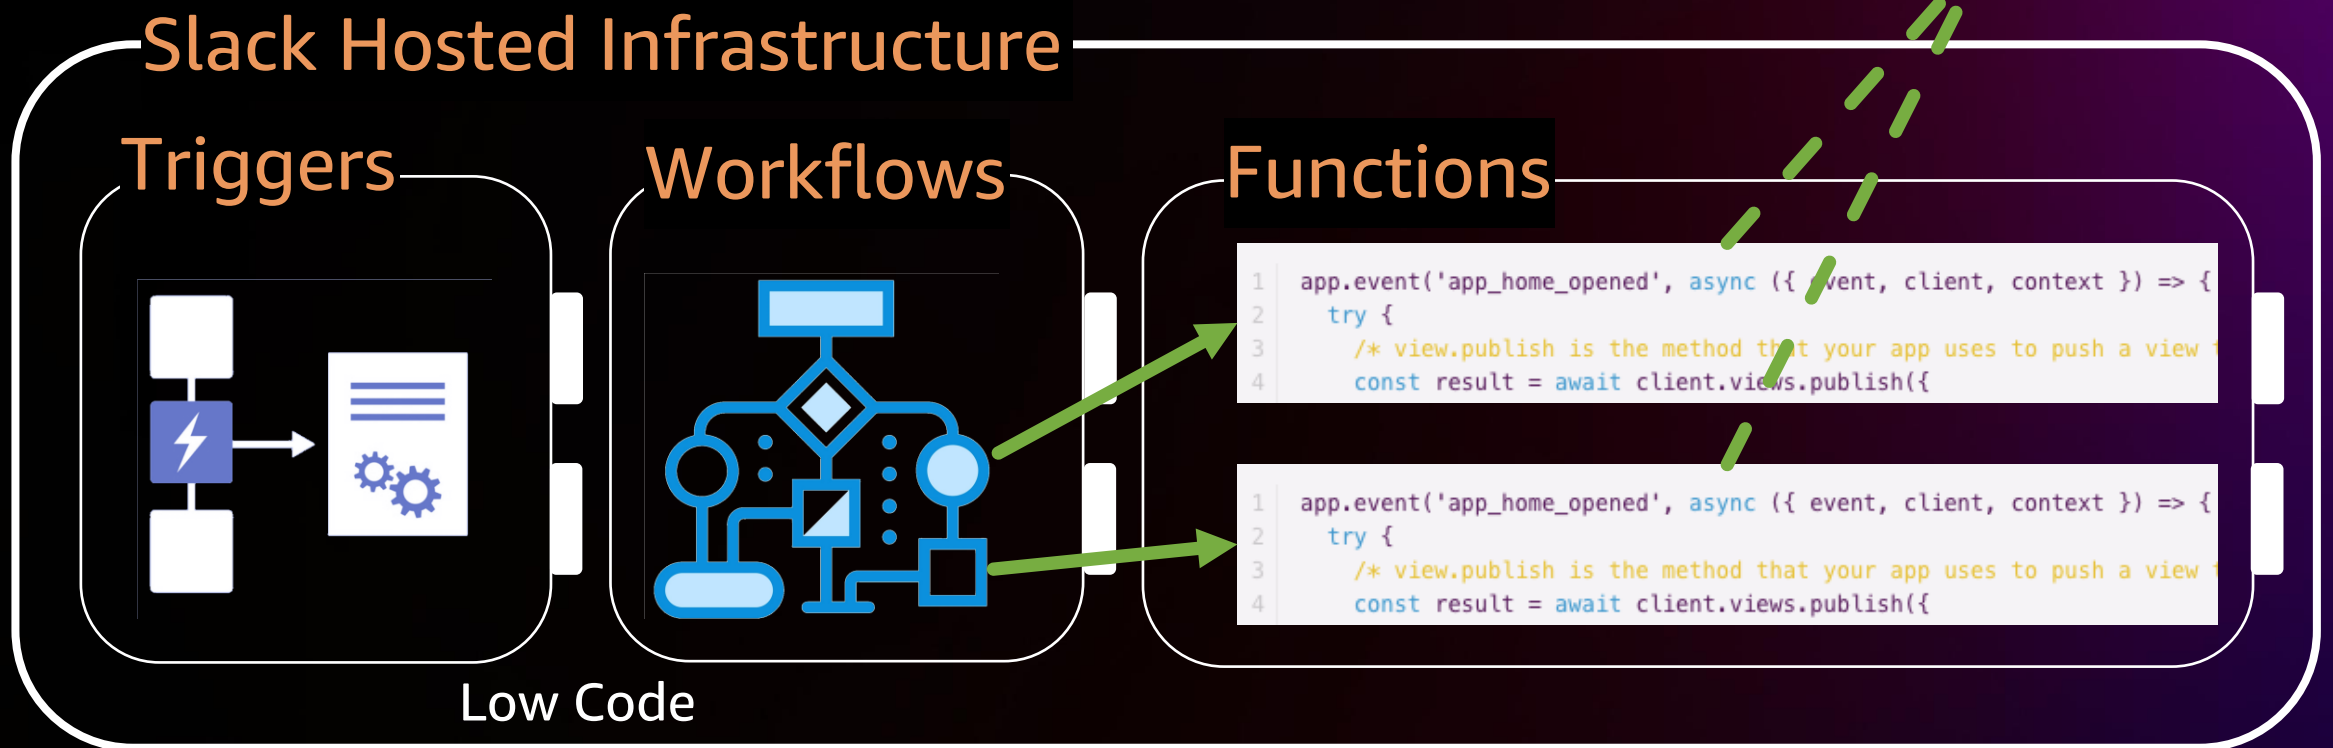 Slack Hosted Infrastructure
Triggers
Workflows
Functions
1 app.event('app_home_opened', async ({ event, client, context }) => {
2 try {
3 /* view.publish is the method that your app uses to push a view
4 const result = await client.views.publish({
1 app.event('app_home_opened', async ({ event, client, context }) => {
2 try {
3 /* view.publish is the method that your app uses to push a view
4 const result = await client.views.publish({
Low Code